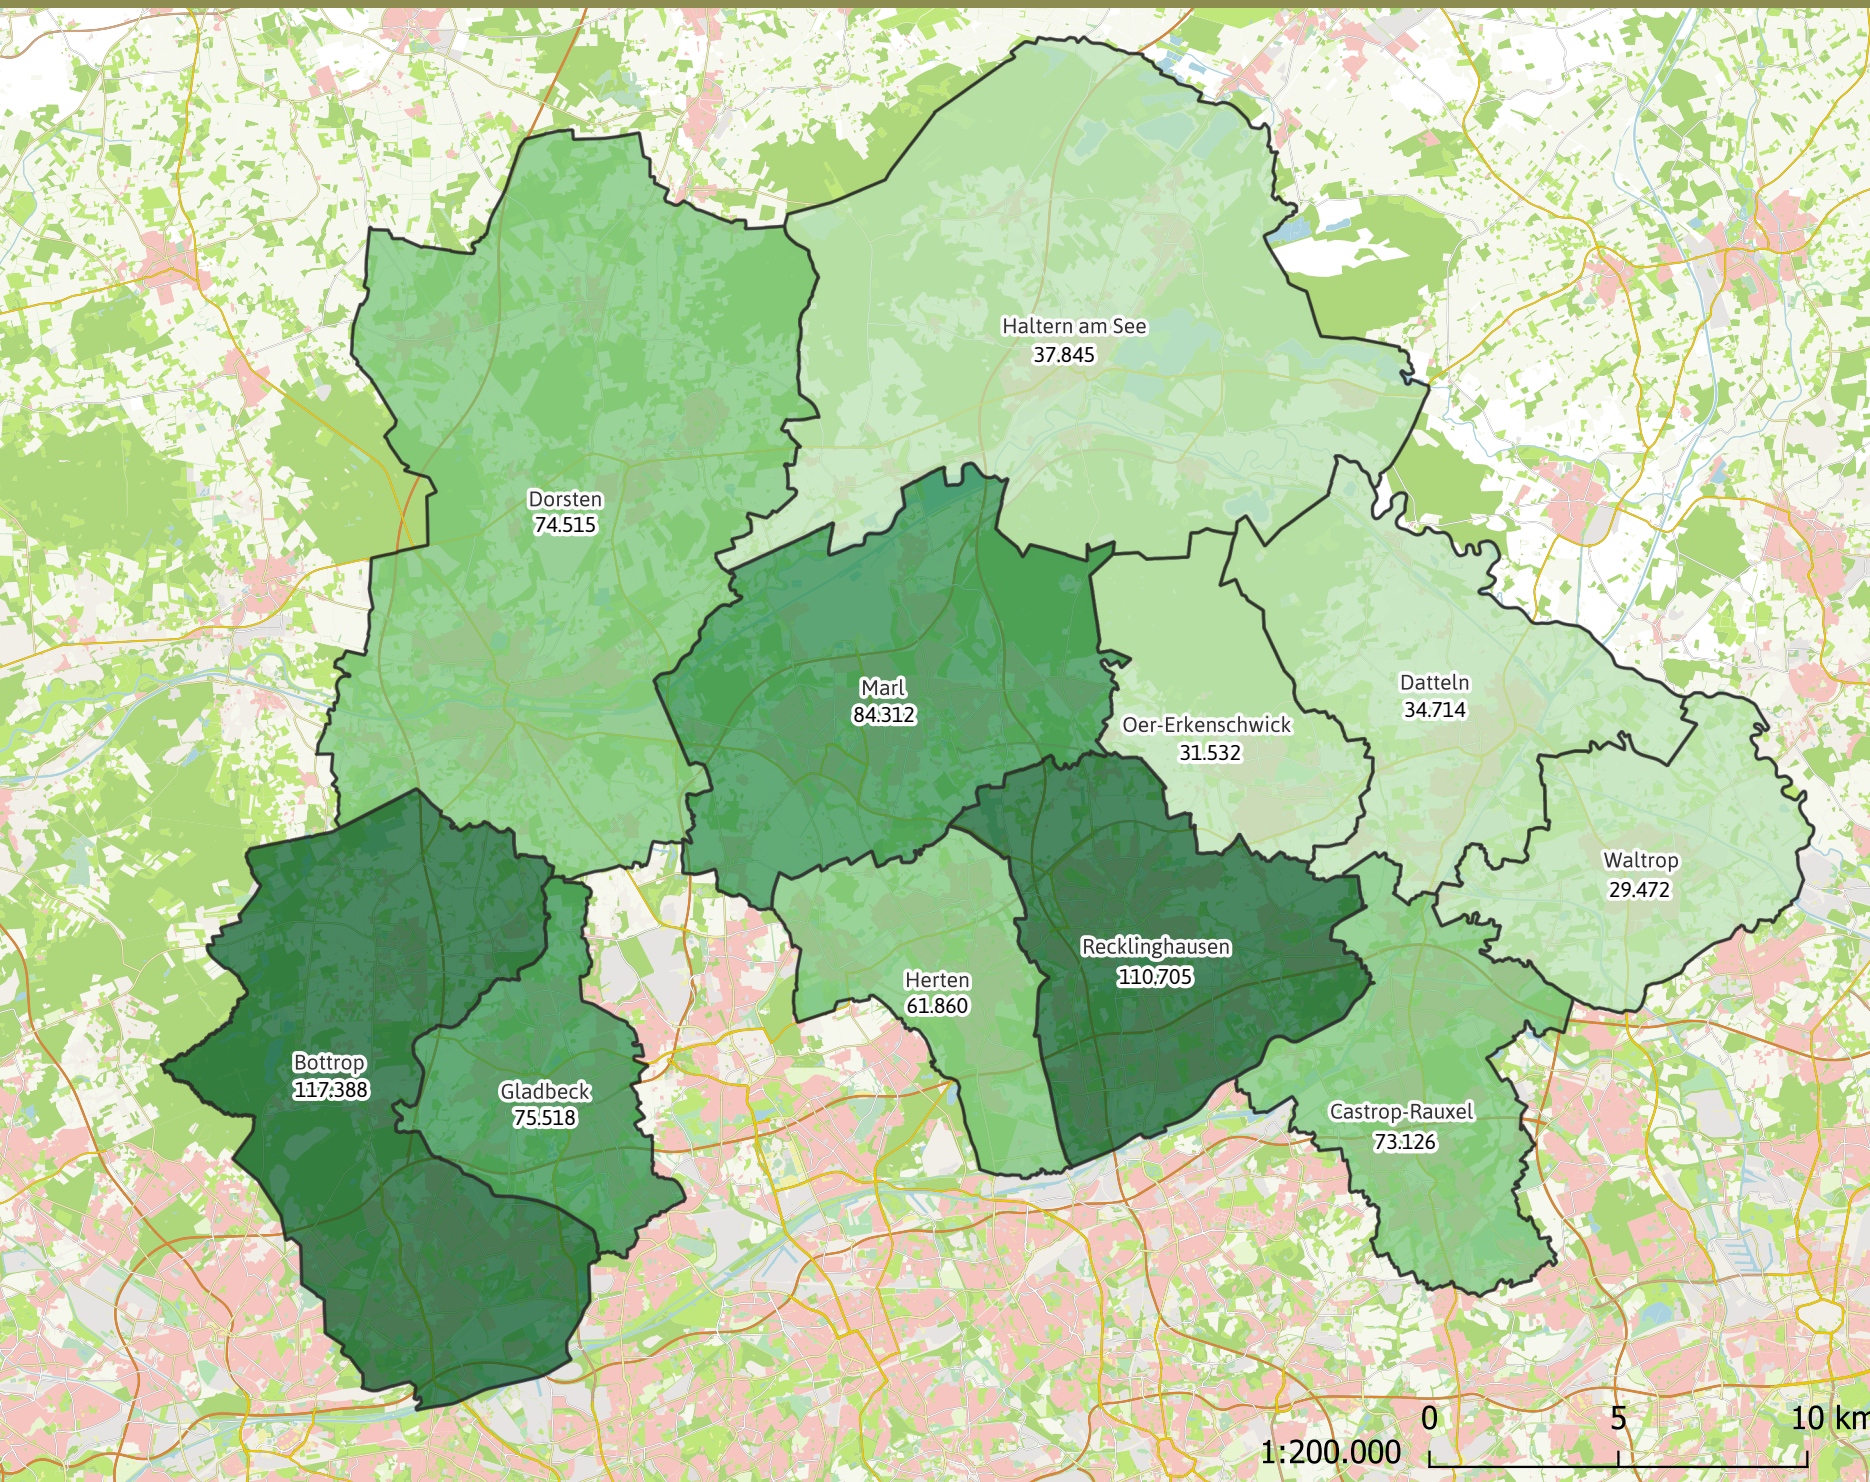 Haltern am See
37.845
Dorsten
74.515
Marl
84.312
Datteln
34.714
Oer-Erkenschwick
31.532
Waltrop
29.472
Recklinghausen
110.705
Herten
61.860
Bottrop
117.388
Gladbeck
75.518
Castrop-Rauxel
73.126
0 5 10 km
1:200.000